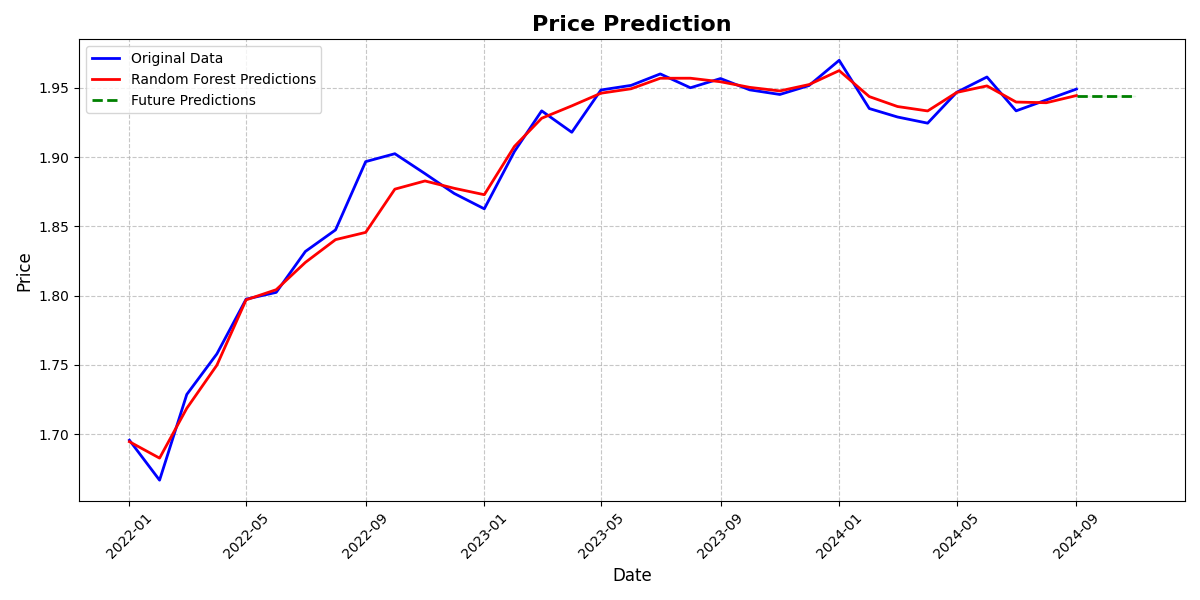 Price Prediction
Original Data
Random Forest Predictions
Future Predictions
Price
1.95
1.90
1.85
1.80
1.75
1.70
2022-01
2022-05
2022-09
2023-01
2023-05
2023-09
2024-01
2024-05
2024-09
Date